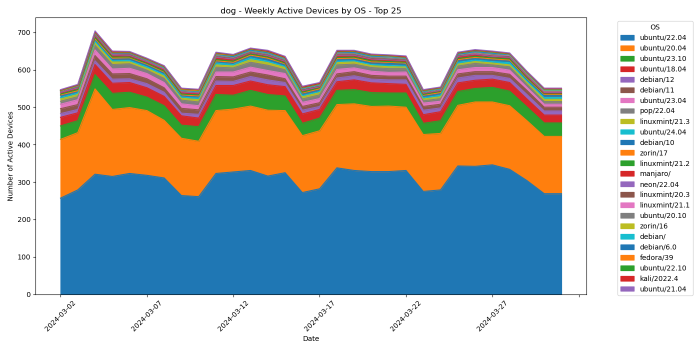 dog - Weekly Active Devices by OS - Top 25
Number of Active Devices
700
600
500
400
300
200
100
0
2024-03-02
2024-03-07
2024-03-12
2024-03-17
2024-03-22
2024-03-27
Date
OS
ubuntu/22.04
ubuntu/20.04
ubuntu/23.10
ubuntu/18.04
debian/12
debian/11
ubuntu/23.04
pop/22.04
linuxmint/21.3
ubuntu/24.04
debian/10
zorin/17
linuxmint/21.2
manjaro/
neon/22.04
linuxmint/20.3
linuxmint/21.1
ubuntu/20.10
zorin/16
debian/
debian/6.0
fedora/39
ubuntu/22.10
kali/2022.4
ubuntu/21.04